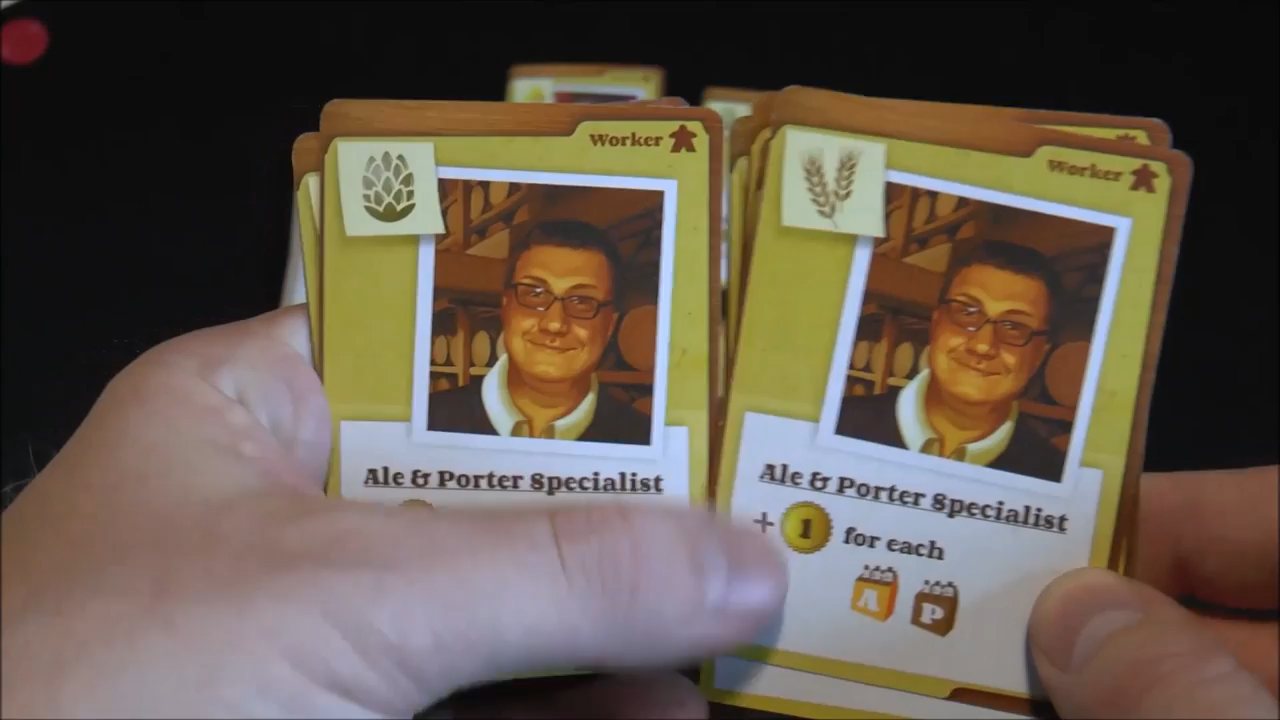 Worker
Ale & Porter Specialist
Worker
Ale & Porter Specialist
+ 1 for each
A P